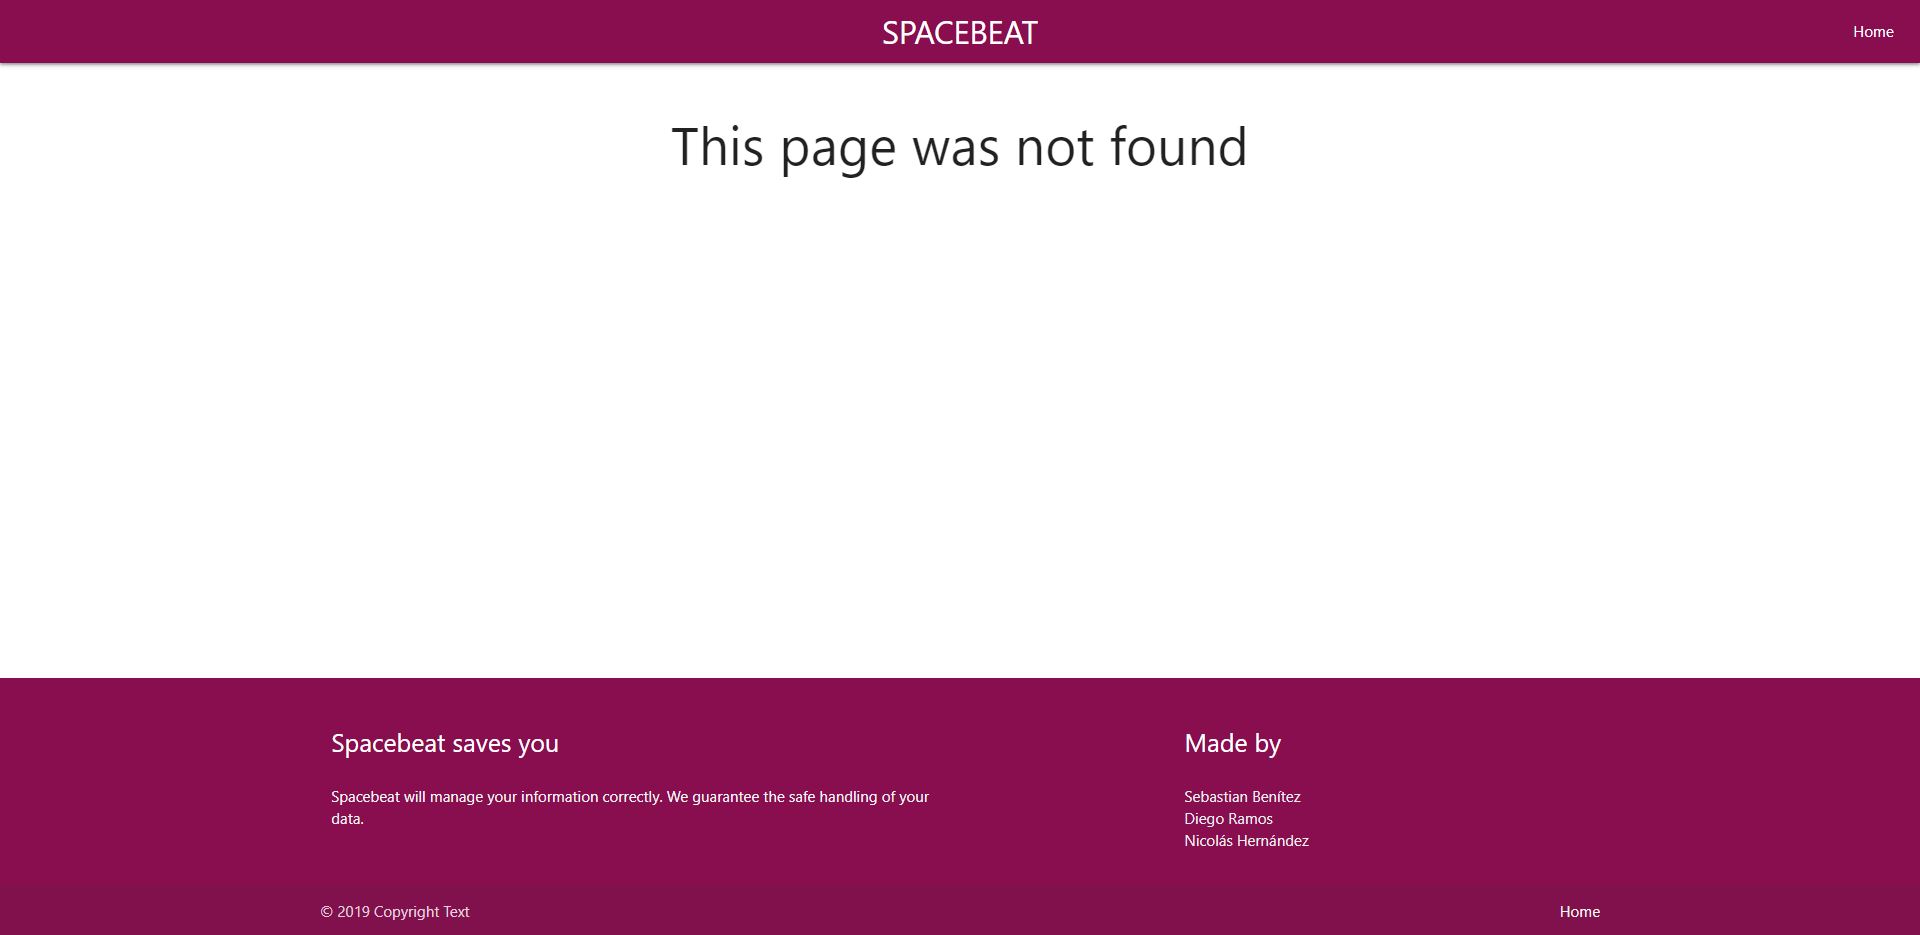 SPACEBEAT
Home
This page was not found
Spacebeat saves you
Spacebeat will manage your information correctly. We guarantee the safe handling of your
data.
Made by
Sebastian Benítez
Diego Ramos
Nicolás Hernández
© 2019 Copyright Text
Home